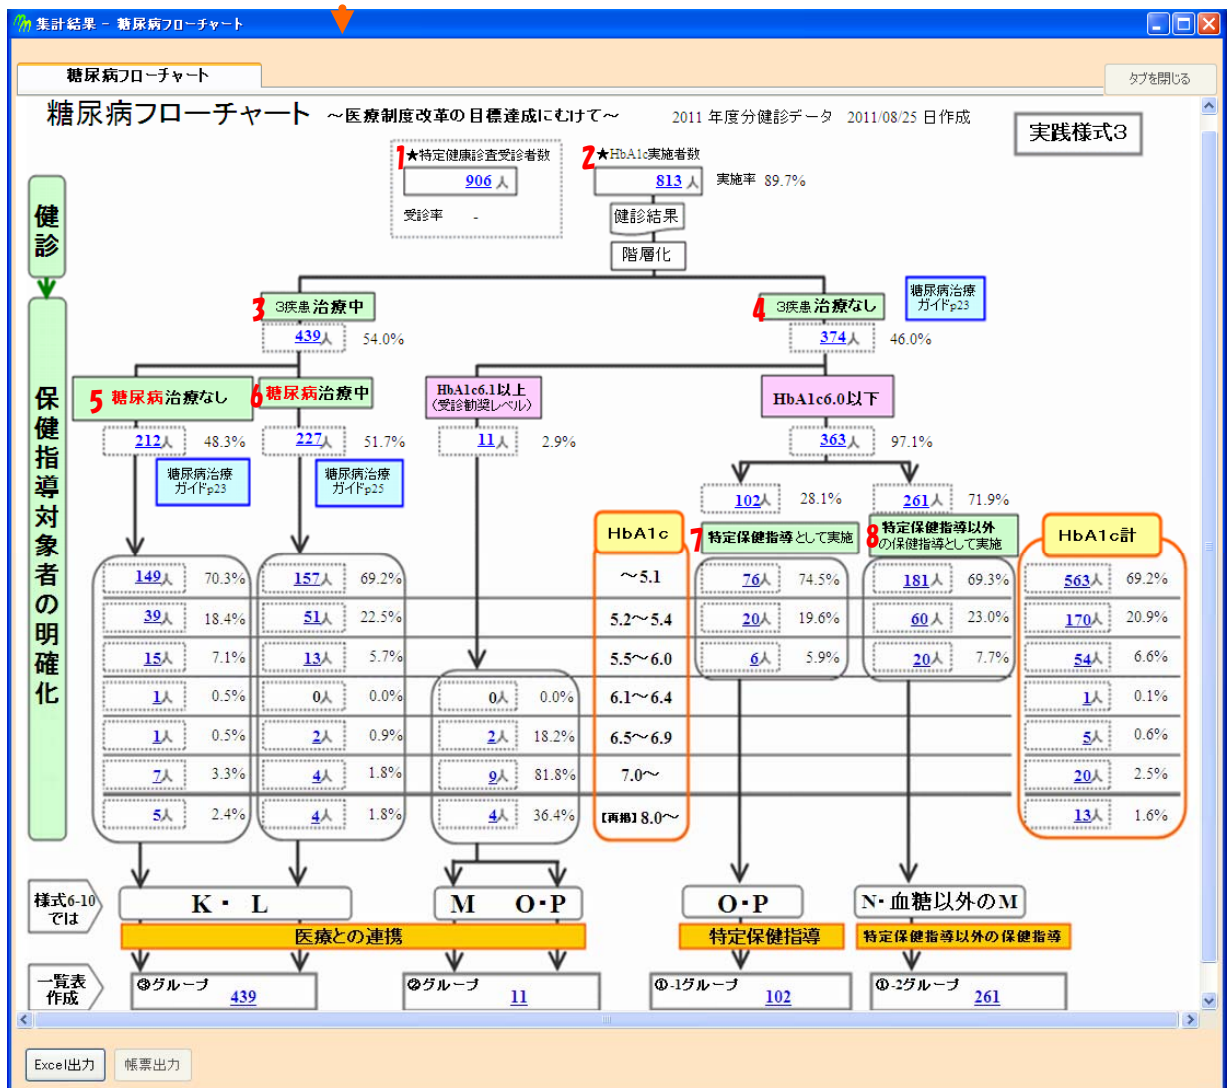 集計結果 - 糖尿病フローチャート
糖尿病フローチャート
タブを閉じる
糖尿病フローチャート ～医療制度改革の目標達成にむけて～ 2011 年度分健診データ 2011/08/25 日作成
実践様式3
1 ★特定健康診査受診者数
906 人
受診率 -
2 ★HbA1c実施者数
813 人 実施率 89.7%
健診結果
階層化
健診
保健指導対象者の明確化
3 3疾患治療中
439人 54.0%
4 3疾患治療なし
374人 46.0%
糖尿病治療
ガイドp23
5 糖尿病治療なし
212人 48.3%
糖尿病治療
ガイドp23
6 糖尿病治療中
227人 51.7%
糖尿病治療
ガイドp25
HbA1c6.1以上
(受診勧奨レベル)
11人 2.9%
HbA1c6.0以下
363人 97.1%
102人 28.1%
261人 71.9%
HbA1c
7 特定保健指導として実施
8 特定保健指導以外
の保健指導として実施
HbA1c計
149人 70.3% 157人 69.2% ～5.1 76人 74.5% 181人 69.3% 563人 69.2%
39人 18.4% 51人 22.5% 5.2～5.4 20人 19.6% 60人 23.0% 170人 20.9%
15人 7.1% 13人 5.7% 5.5～6.0 6人 5.9% 20人 7.7% 54人 6.6%
1人 0.5% 0人 0.0% 0人 0.0% 6.1～6.4 1人 0.1%
1人 0.5% 2人 0.9% 2人 18.2% 6.5～6.9 5人 0.6%
7人 3.3% 4人 1.8% 9人 81.8% 7.0～ 20人 2.5%
5人 2.4% 4人 1.8% 4人 36.4% 【再掲】8.0～ 13人 1.6%
様式6-10
では
K・L
M O・P
O・P
N・血糖以外のM
医療との連携
特定保健指導
特定保健指導以外の保健指導
一覧表
作成
③グループ
439
②グループ
11
①-1グループ
102
①-2グループ
261
Excel出力
帳票出力